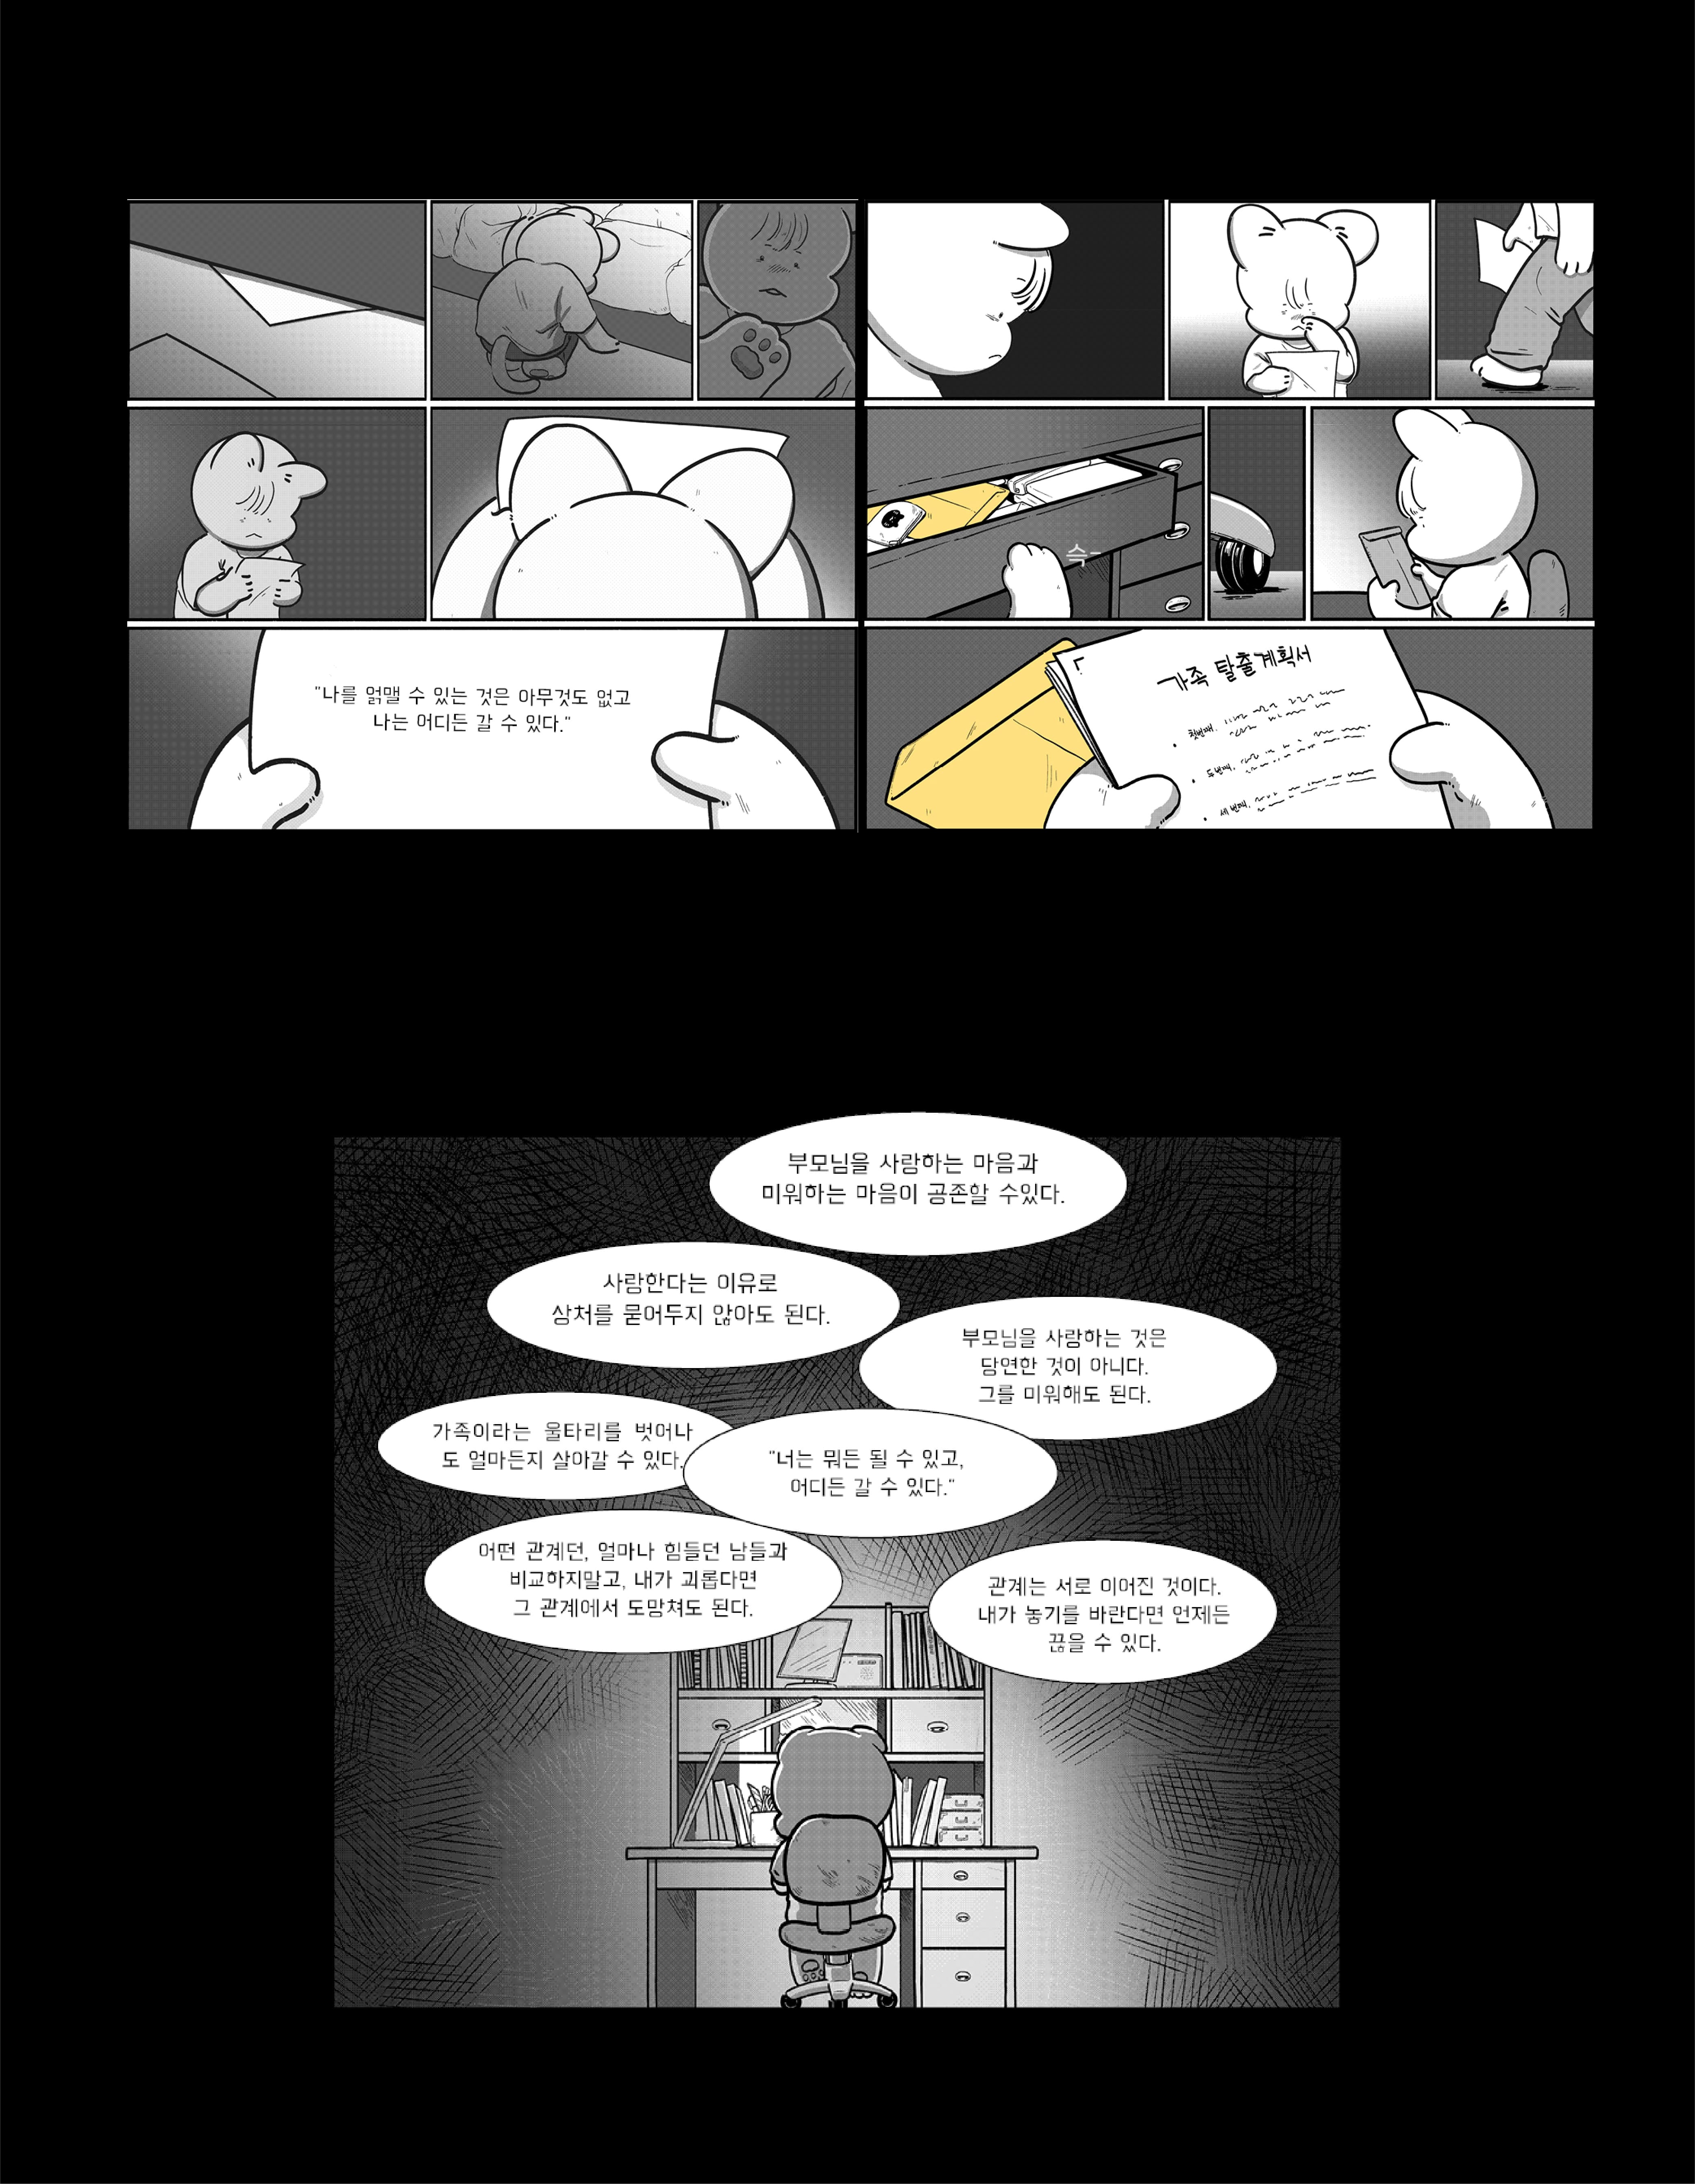 "나를 얽맬 수 있는 것은 아무것도 없고
나는 어디든 갈 수 있다."
슥-
가족 탈출 계획서
첫번째.
두번째.
세번째.
부모님을 사랑하는 마음과
미워하는 마음이 공존할 수있다.
사랑한다는 이유로
상처를 묻어두지 않아도 된다.
부모님을 사랑하는 것은
당연한 것이 아니다.
그를 미워해도 된다.
가족이라는 울타리를 벗어나
도 얼마든지 살아갈 수 있다.
"너는 뭐든 될 수 있고,
어디든 갈 수 있다."
어떤 관계던, 얼마나 힘들던 남들과
비교하지말고, 내가 괴롭다면
그 관계에서 도망쳐도 된다.
관계는 서로 이어진 것이다.
내가 놓기를 바란다면 언제든
끊을 수 있다.